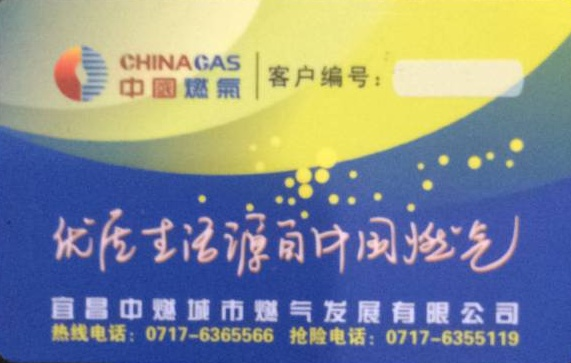 CHINAGAS
中國燃氣
客户编号：
优质生活源自中国燃气
宜昌中燃城市燃气发展有限公司
热线电话：0717-6365566 抢险电话：0717-6355119